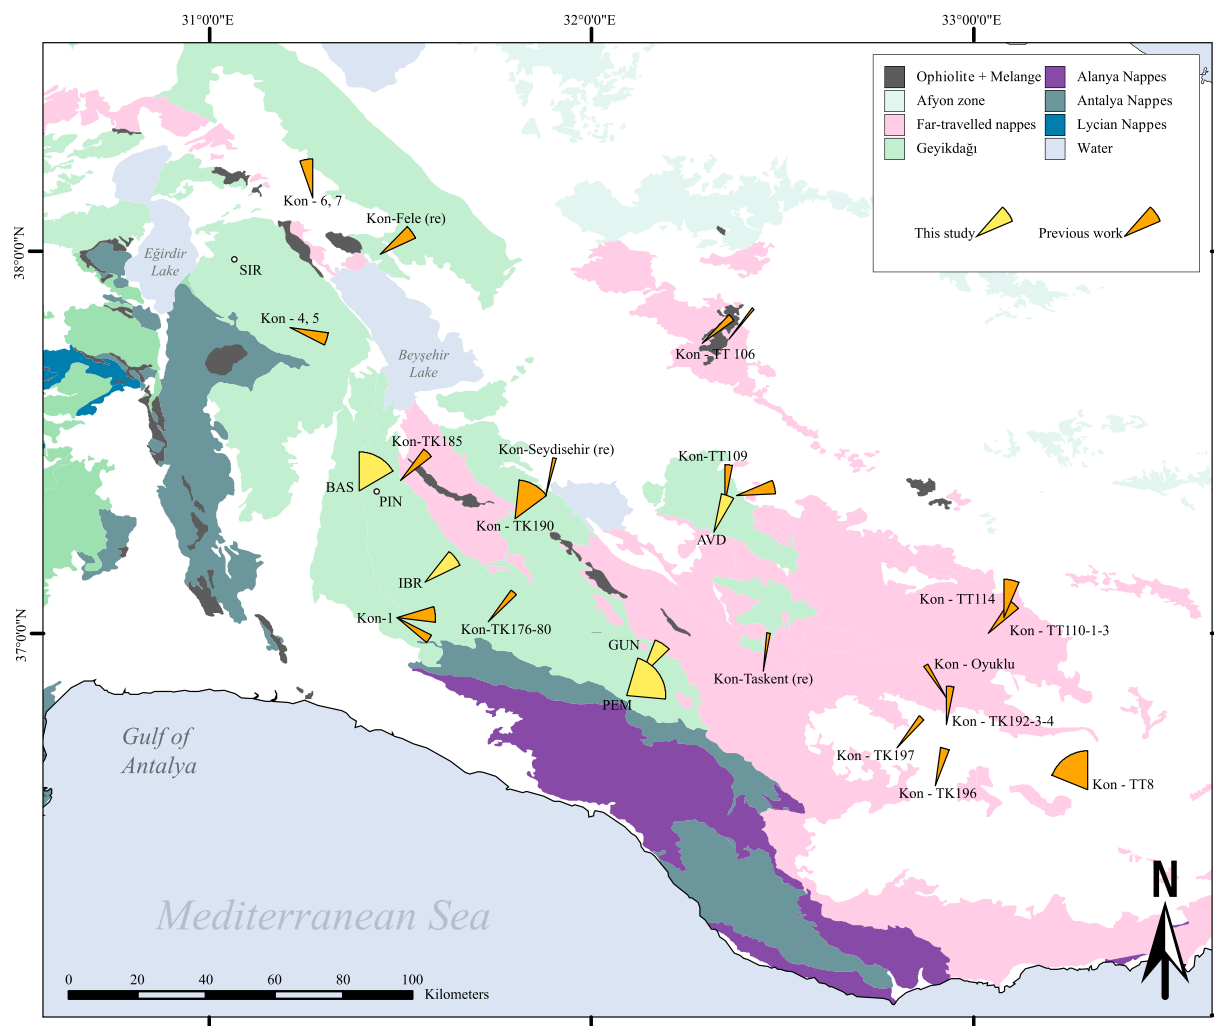 31°0'0"E
32°0'0"E
33°0'0"E
38°0'0"N
37°0'0"N
Ophiolite + Melange
Afyon zone
Far-travelled nappes
Geyikdağı
Alanya Nappes
Antalya Nappes
Lycian Nappes
Water
This study
Previous work
Kon - 6, 7
Kon-Fele (re)
Eğirdir
Lake
SIR
Kon - 4, 5
Beyşehir
Lake
Kon - TT 106
Kon-TK185
Kon-Seydisehir (re)
Kon-TT109
BAS
PIN
Kon - TK190
AVD
IBR
Kon-1
Kon-TK176-80
GUN
PEM
Kon-Taskent (re)
Kon - TT114
Kon - TT110-1-3
Kon - Oyuklu
Kon - TK192-3-4
Kon - TK197
Kon - TK196
Kon - TT8
Gulf of
Antalya
Mediterranean Sea
N
0 20 40 60 80 100
Kilometers